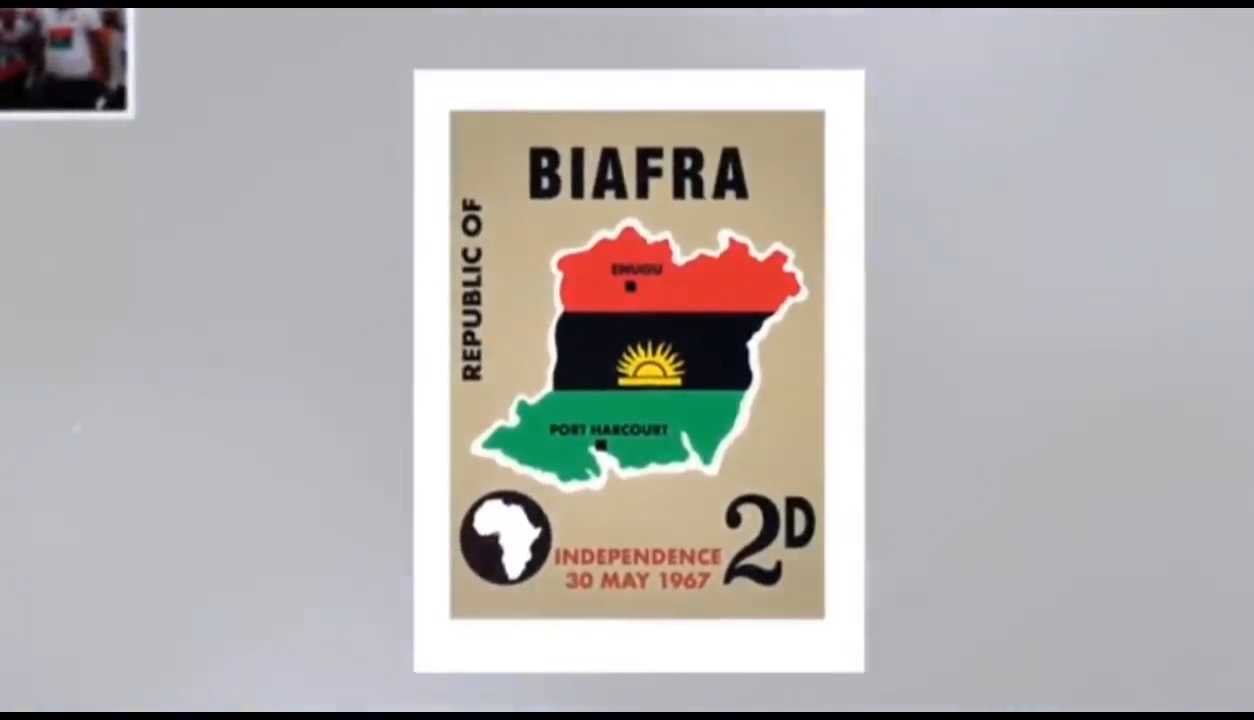 BIAFRA
REPUBLIC OF
ENUGU
PORT HARCOURT
2D
INDEPENDENCE
30 MAY 1967